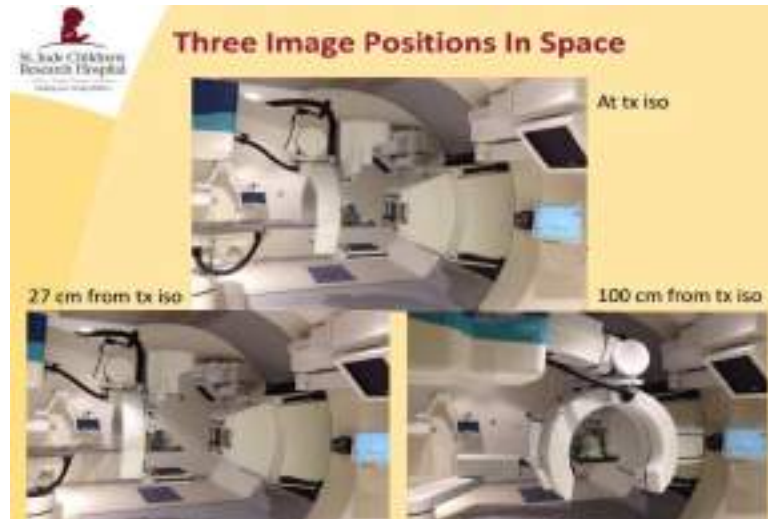 St. Jude Children's
Research Hospital
Three Image Positions In Space
At tx iso
27 cm from tx iso
100 cm from tx iso